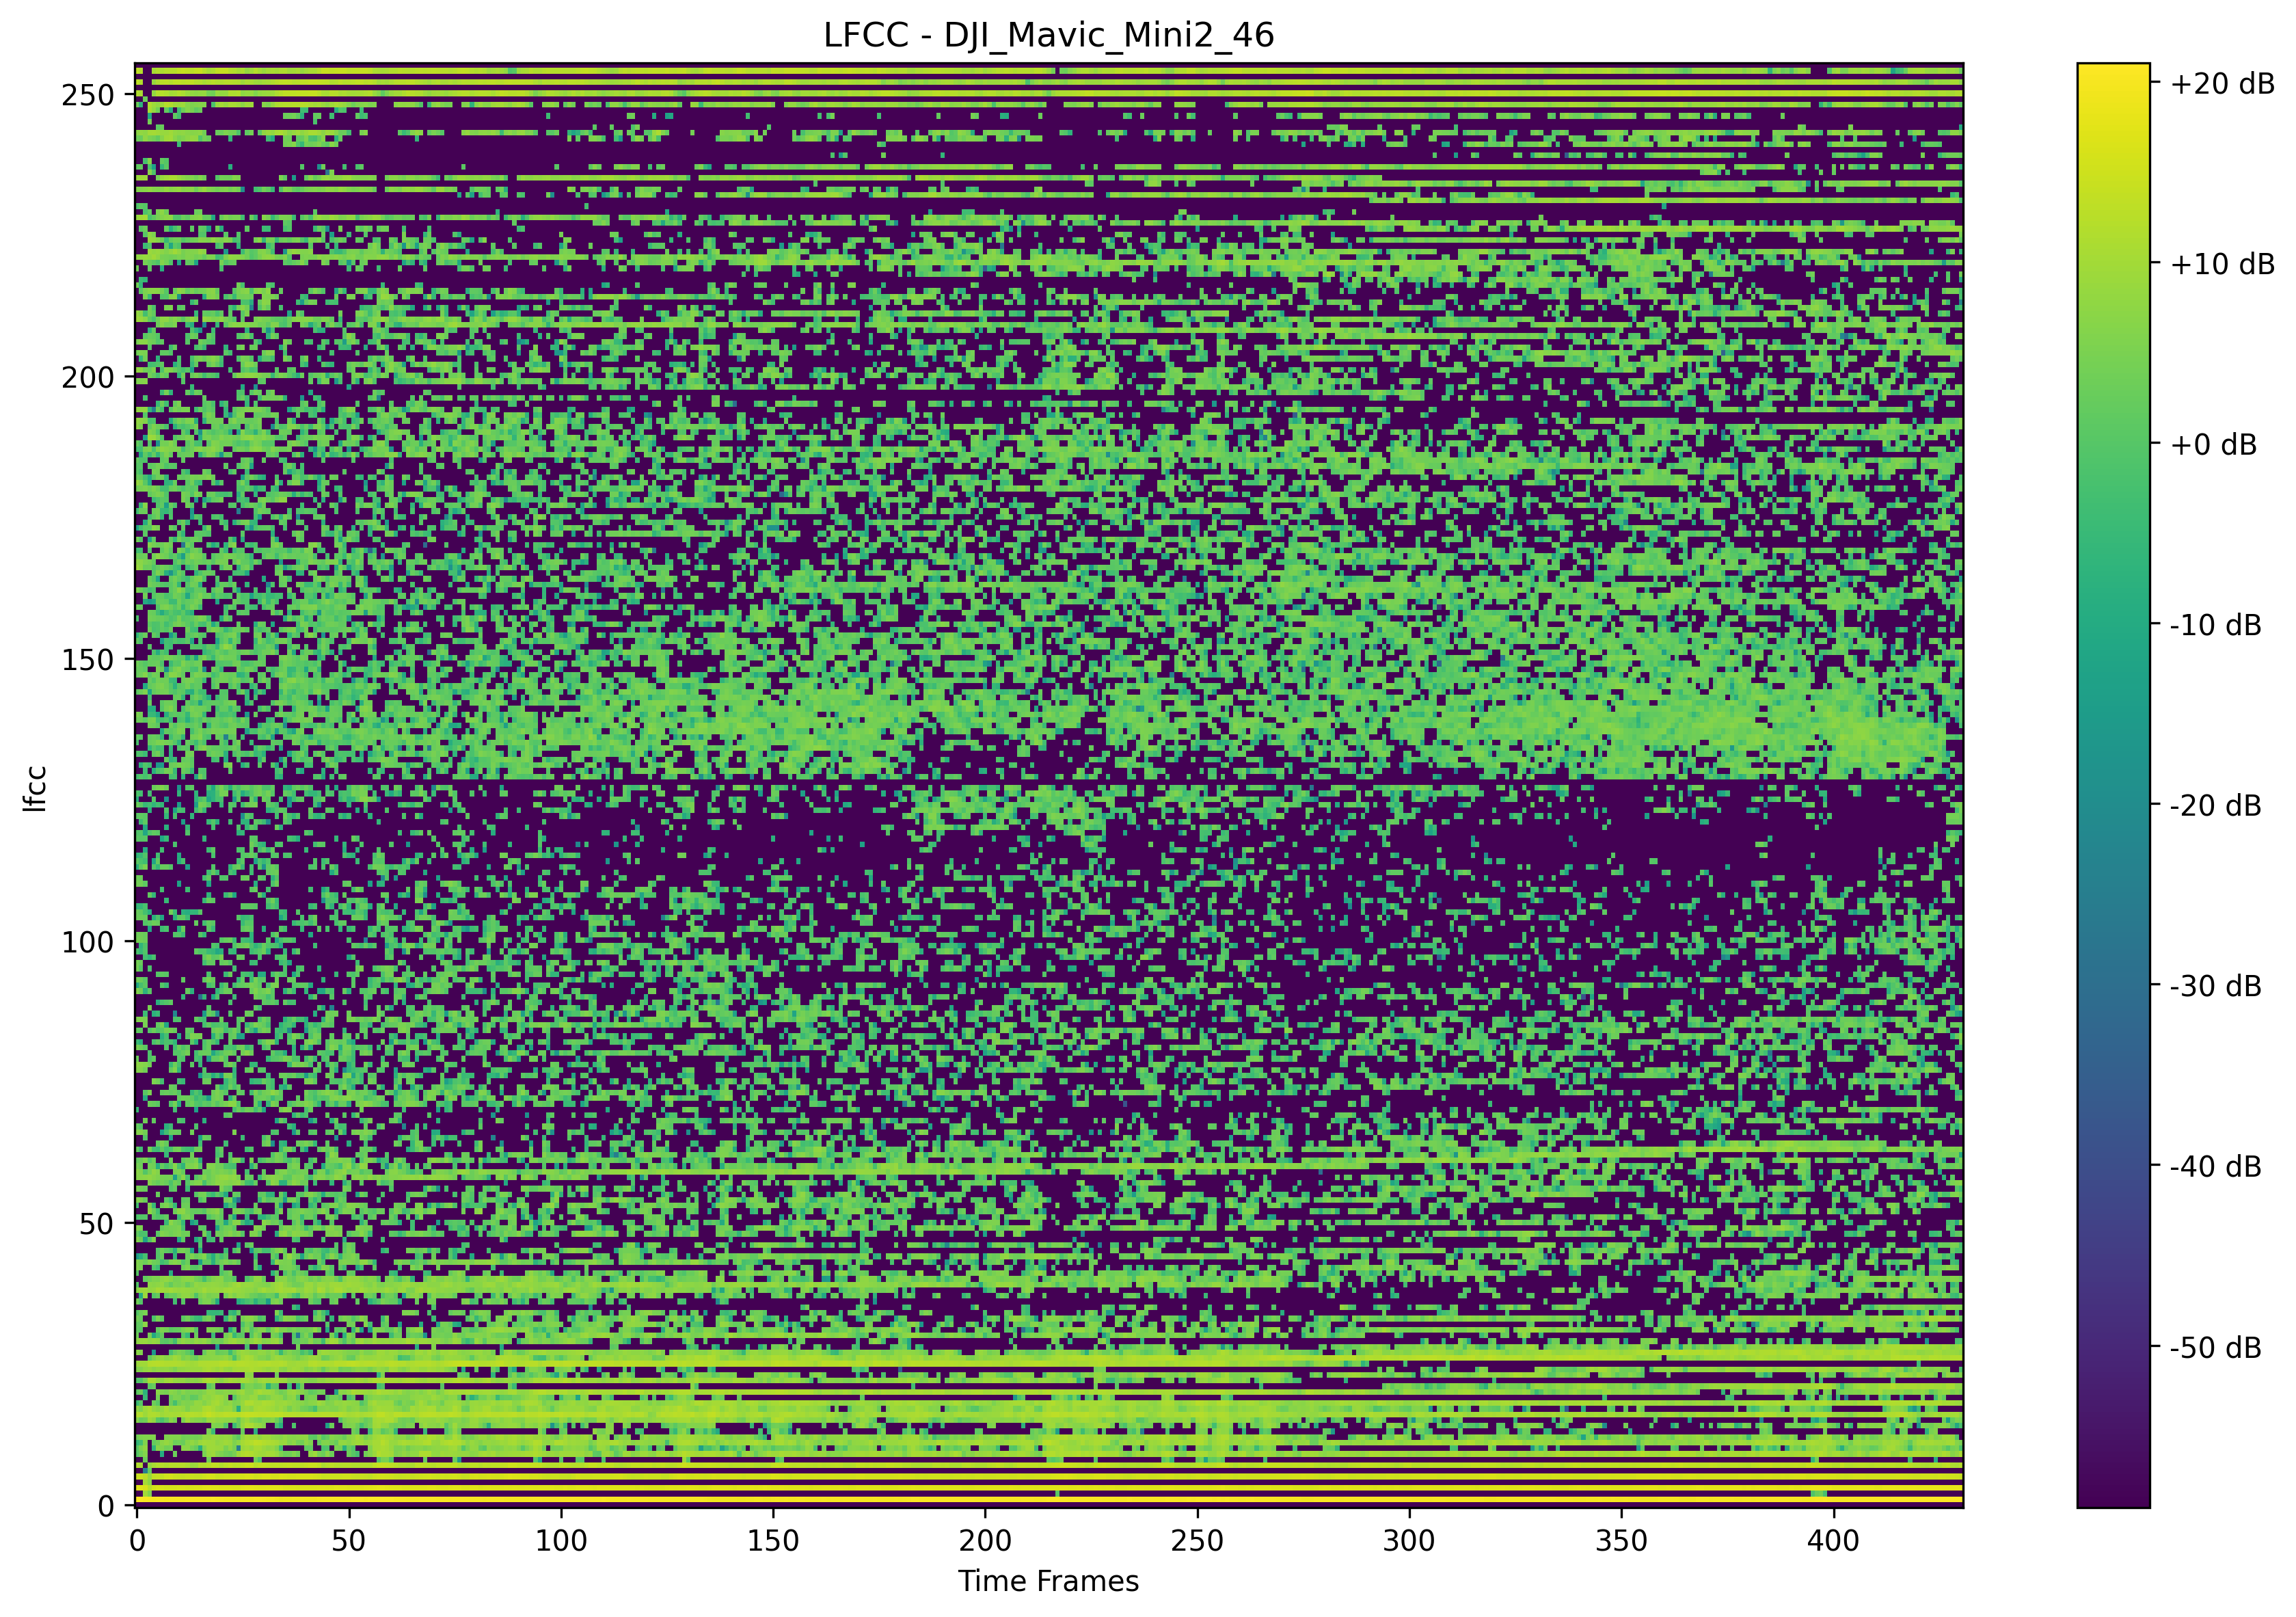 LFCC - DJI_Mavic_Mini2_46
lfcc
250
200
150
100
50
0
0 50 100 150 200 250 300 350 400
Time Frames
+20 dB
+10 dB
+0 dB
-10 dB
-20 dB
-30 dB
-40 dB
-50 dB